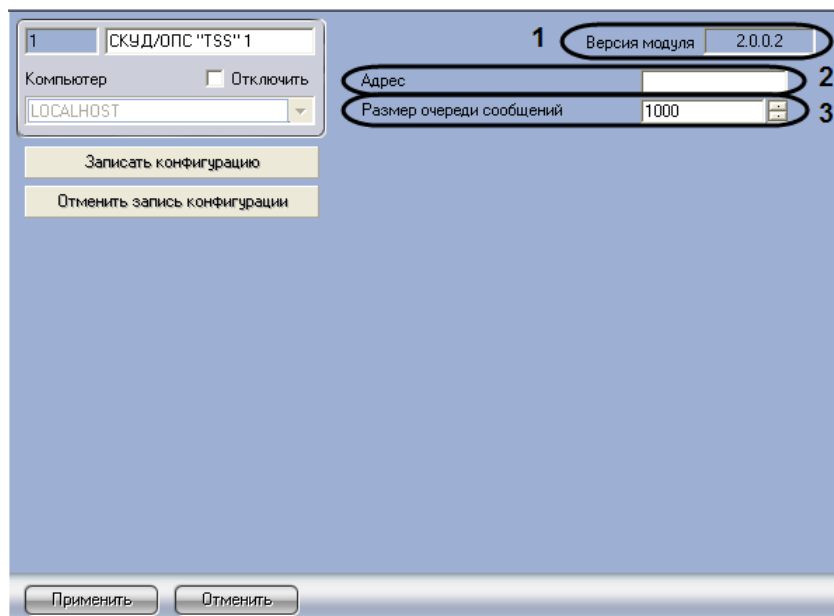 1 СКУД/ОПС "TSS" 1
1 Версия модуля 2.0.0.2
Компьютер Отключить
Адрес 2
LOCALHOST
Размер очереди сообщений 1000 3
Записать конфигурацию
Отменить запись конфигурации
Применить Отменить